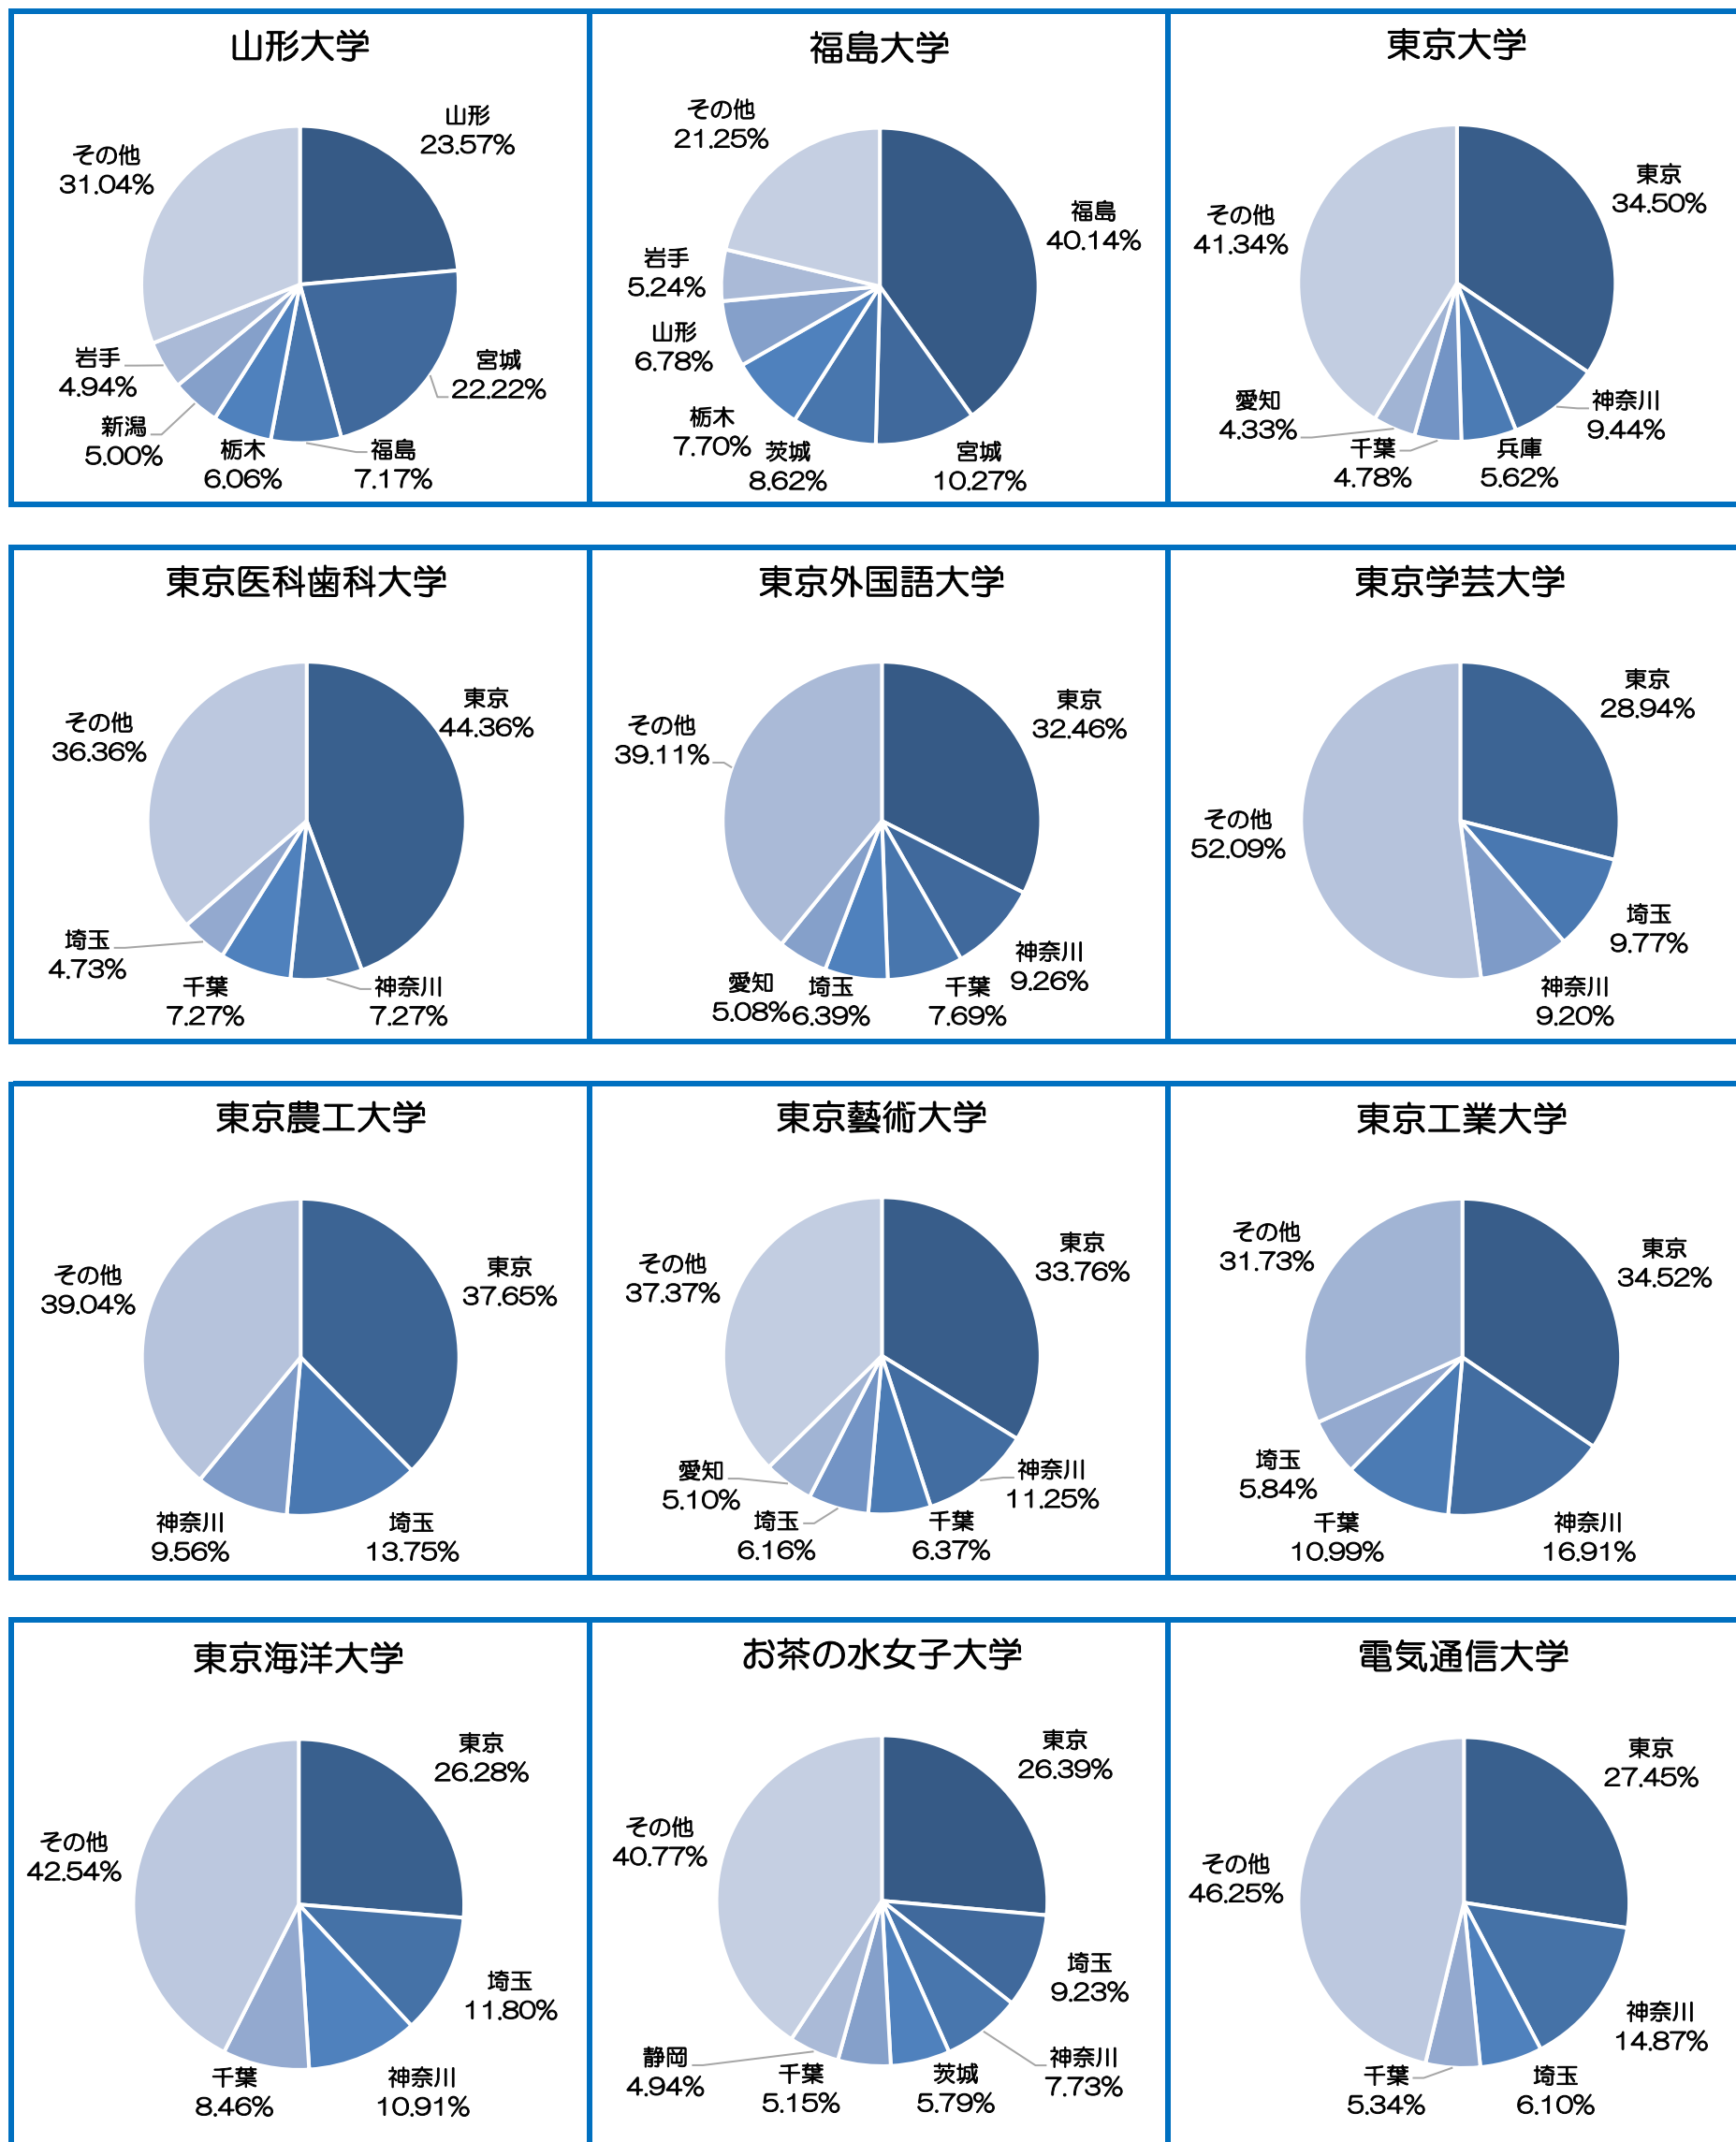 山形大学
山形
23.57%
宮城
22.22%
福島
7.17%
栃木
6.06%
新潟
5.00%
岩手
4.94%
その他
31.04%
福島大学
福島
40.14%
宮城
10.27%
茨城
8.62%
栃木
7.70%
山形
6.78%
岩手
5.24%
その他
21.25%
東京大学
東京
34.50%
神奈川
9.44%
兵庫
5.62%
千葉
4.78%
愛知
4.33%
その他
41.34%
東京医科歯科大学
東京
44.36%
神奈川
7.27%
千葉
7.27%
埼玉
4.73%
その他
36.36%
東京外国語大学
東京
32.46%
神奈川
9.26%
千葉
7.69%
埼玉
6.39%
愛知
5.08%
その他
39.11%
東京学芸大学
東京
28.94%
埼玉
9.77%
神奈川
9.20%
その他
52.09%
東京農工大学
東京
37.65%
埼玉
13.75%
神奈川
9.56%
その他
39.04%
東京藝術大学
東京
33.76%
神奈川
11.25%
千葉
6.37%
埼玉
6.16%
愛知
5.10%
その他
37.37%
東京工業大学
東京
34.52%
神奈川
16.91%
千葉
10.99%
埼玉
5.84%
その他
31.73%
東京海洋大学
東京
26.28%
埼玉
11.80%
神奈川
10.91%
千葉
8.46%
その他
42.54%
お茶の水女子大学
東京
26.39%
埼玉
9.23%
神奈川
7.73%
茨城
5.79%
千葉
5.15%
静岡
4.94%
その他
40.77%
電気通信大学
東京
27.45%
神奈川
14.87%
埼玉
6.10%
千葉
5.34%
その他
46.25%